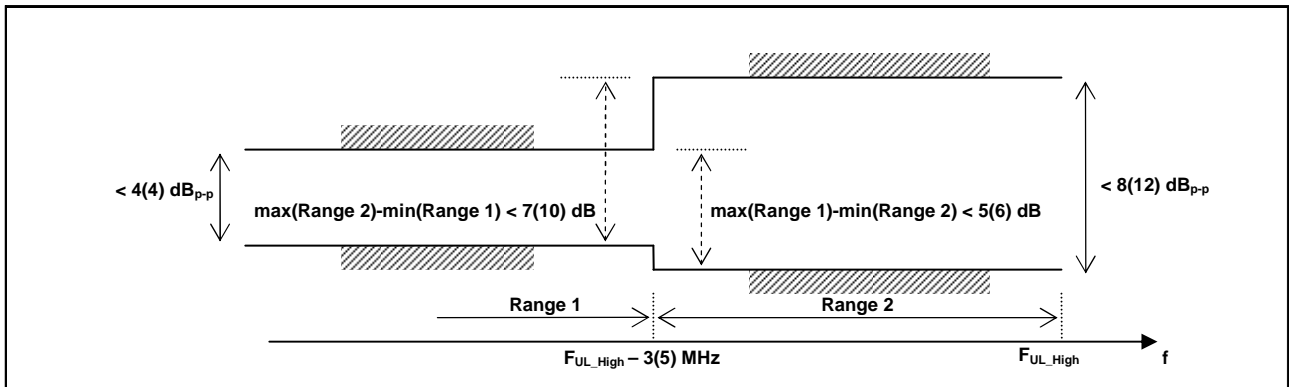 < 4(4) dBp-p
max(Range 2)-min(Range 1) < 7(10) dB
max(Range 1)-min(Range 2) < 5(6) dB
< 8(12) dBp-p
Range 1
Range 2
FUL_High – 3(5) MHz
FUL_High
f